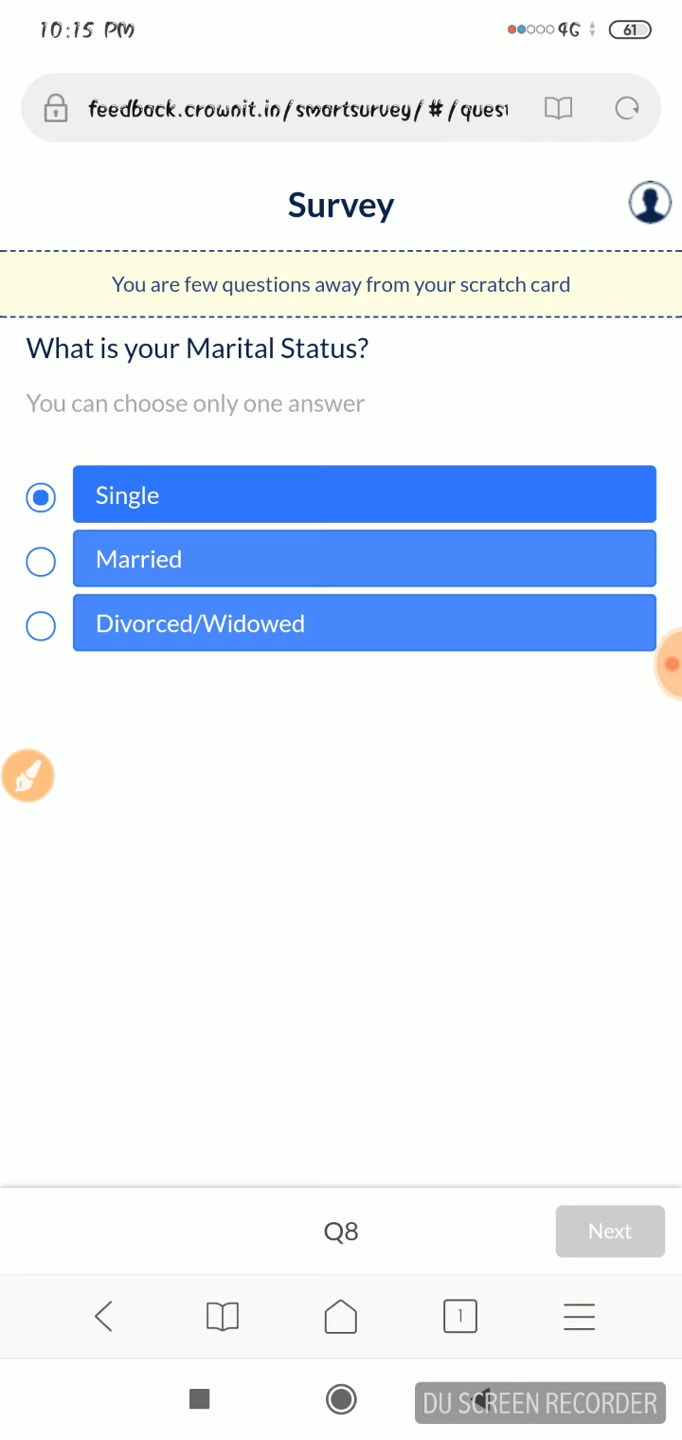 10:15 PM
4G
61
feedback.crownit.in/smartsurvey/#/quest
Survey
You are few questions away from your scratch card
What is your Marital Status?
You can choose only one answer
Single
Married
Divorced/Widowed
Q8
Next
1
DU SCREEN RECORDER